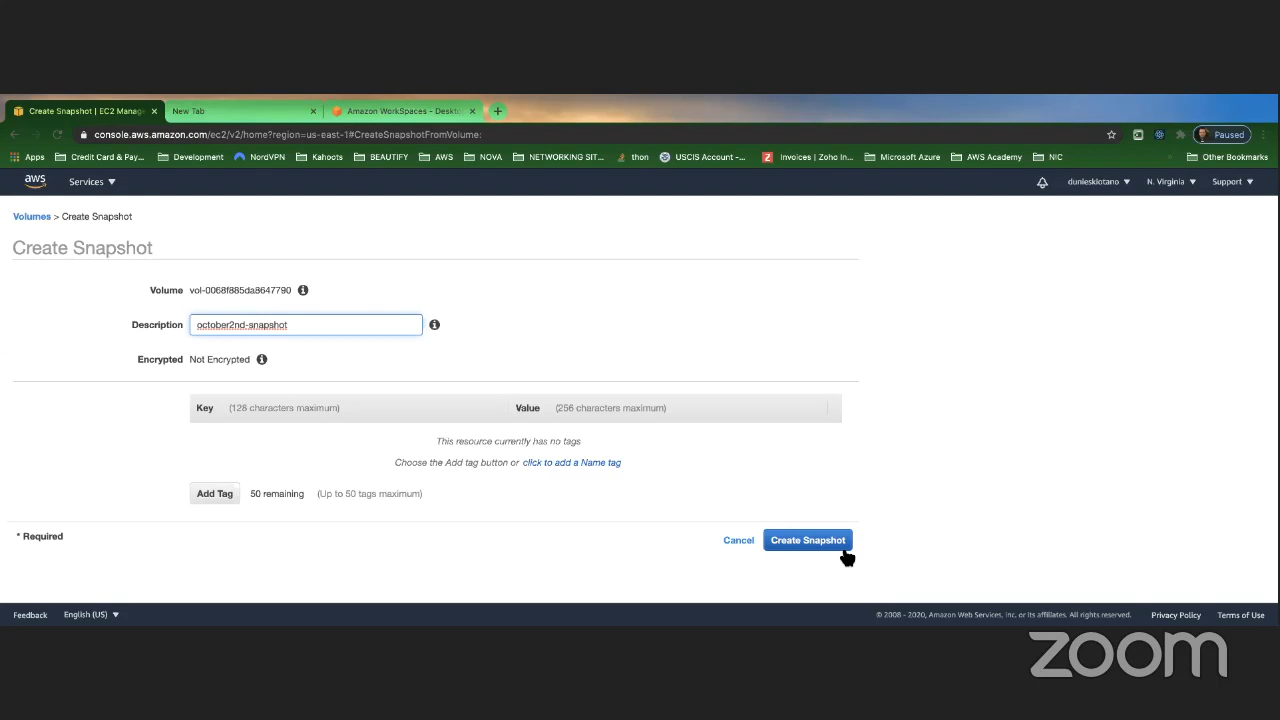 Create Snapshot | EC2 Manag
New Tab
Amazon WorkSpaces - Deskto
console.aws.amazon.com/ec2/v2/home?region=us-east-1#CreateSnapshotFromVolume:
Paused
Apps Credit Card & Pay... Development NordVPN Kahoots BEAUTIFY AWS NOVA NETWORKING SIT... thon USCIS Account -... Invoices | Zoho In... Microsoft Azure AWS Academy NIC Other Bookmarks
aws Services dunlesklotano N. Virginia Support
Volumes > Create Snapshot
Create Snapshot
Volume vol-0068f885da8647790
Description october2nd-snapshot
Encrypted Not Encrypted
Key (128 characters maximum) Value (256 characters maximum)
This resource currently has no tags
Choose the Add tag button or click to add a Name tag
Add Tag 50 remaining (Up to 50 tags maximum)
* Required
Cancel Create Snapshot
Feedback English (US) © 2008 - 2020, Amazon Web Services, Inc. or its affiliates. All rights reserved. Privacy Policy Terms of Use
zoom